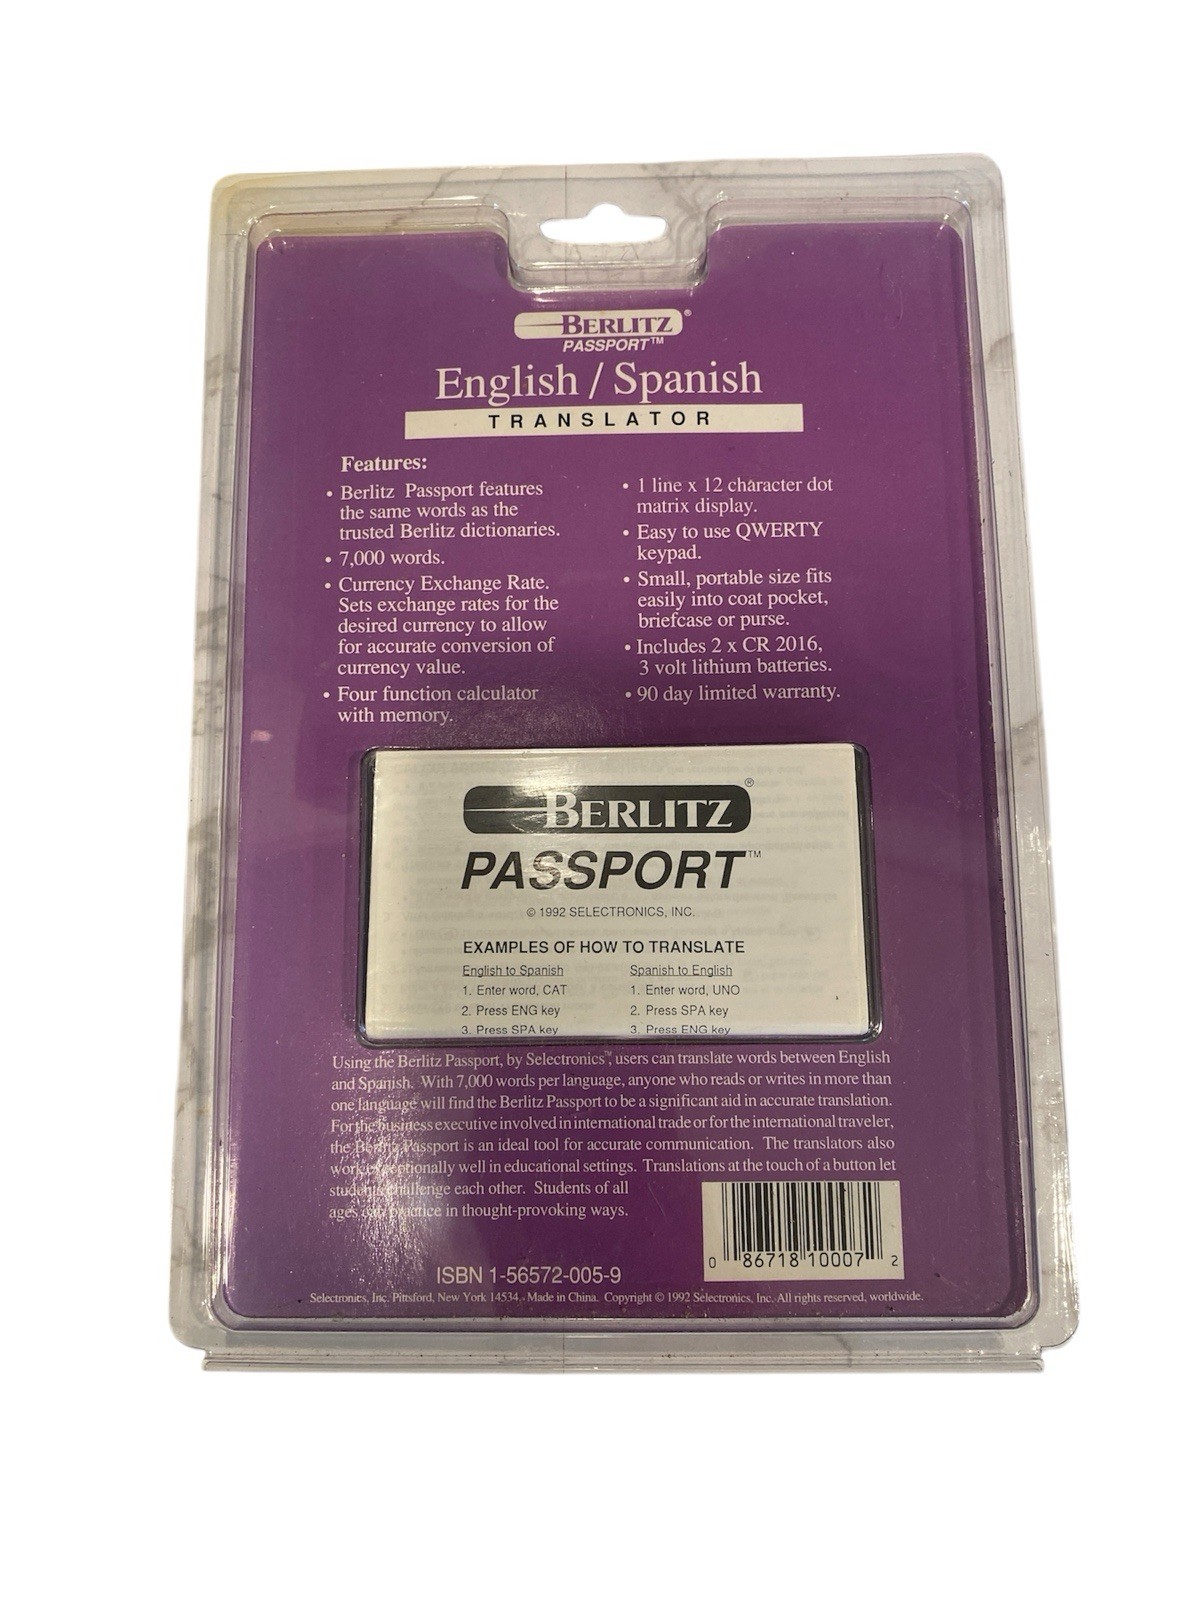 BERLITZ®
PASSPORT™
English / Spanish
TRANSLATOR
Features:
• Berlitz Passport features
the same words as the
trusted Berlitz dictionaries.
• 7,000 words.
• Currency Exchange Rate.
Sets exchange rates for the
desired currency to allow
for accurate conversion of
currency value.
• Four function calculator
with memory.
• 1 line x 12 character dot
matrix display.
• Easy to use QWERTY
keypad.
• Small, portable size fits
easily into coat pocket,
briefcase or purse.
• Includes 2 x CR 2016,
3 volt lithium batteries.
• 90 day limited warranty.
BERLITZ®
PASSPORT™
© 1992 SELECTRONICS, INC.
EXAMPLES OF HOW TO TRANSLATE
English to Spanish
1. Enter word, CAT
2. Press ENG key
3. Press SPA key
Spanish to English
1. Enter word, UNO
2. Press SPA key
3. Press ENG key
Using the Berlitz Passport, by Selectronics™, users can translate words between English
and Spanish. With 7,000 words per language, anyone who reads or writes in more than
one language will find the Berlitz Passport to be a significant aid in accurate translation.
For the business executive involved in international trade or for the international traveler,
the Berlitz Passport is an ideal tool for accurate communication. The translators also
work exceptionally well in educational settings. Translations at the touch of a button let
students challenge each other. Students of all
ages can practice in thought-provoking ways.
0 86718 10007 2
ISBN 1-56572-005-9
Selectronics, Inc. Pittsford, New York 14534. Made in China. Copyright © 1992 Selectronics, Inc. All rights reserved, worldwide.